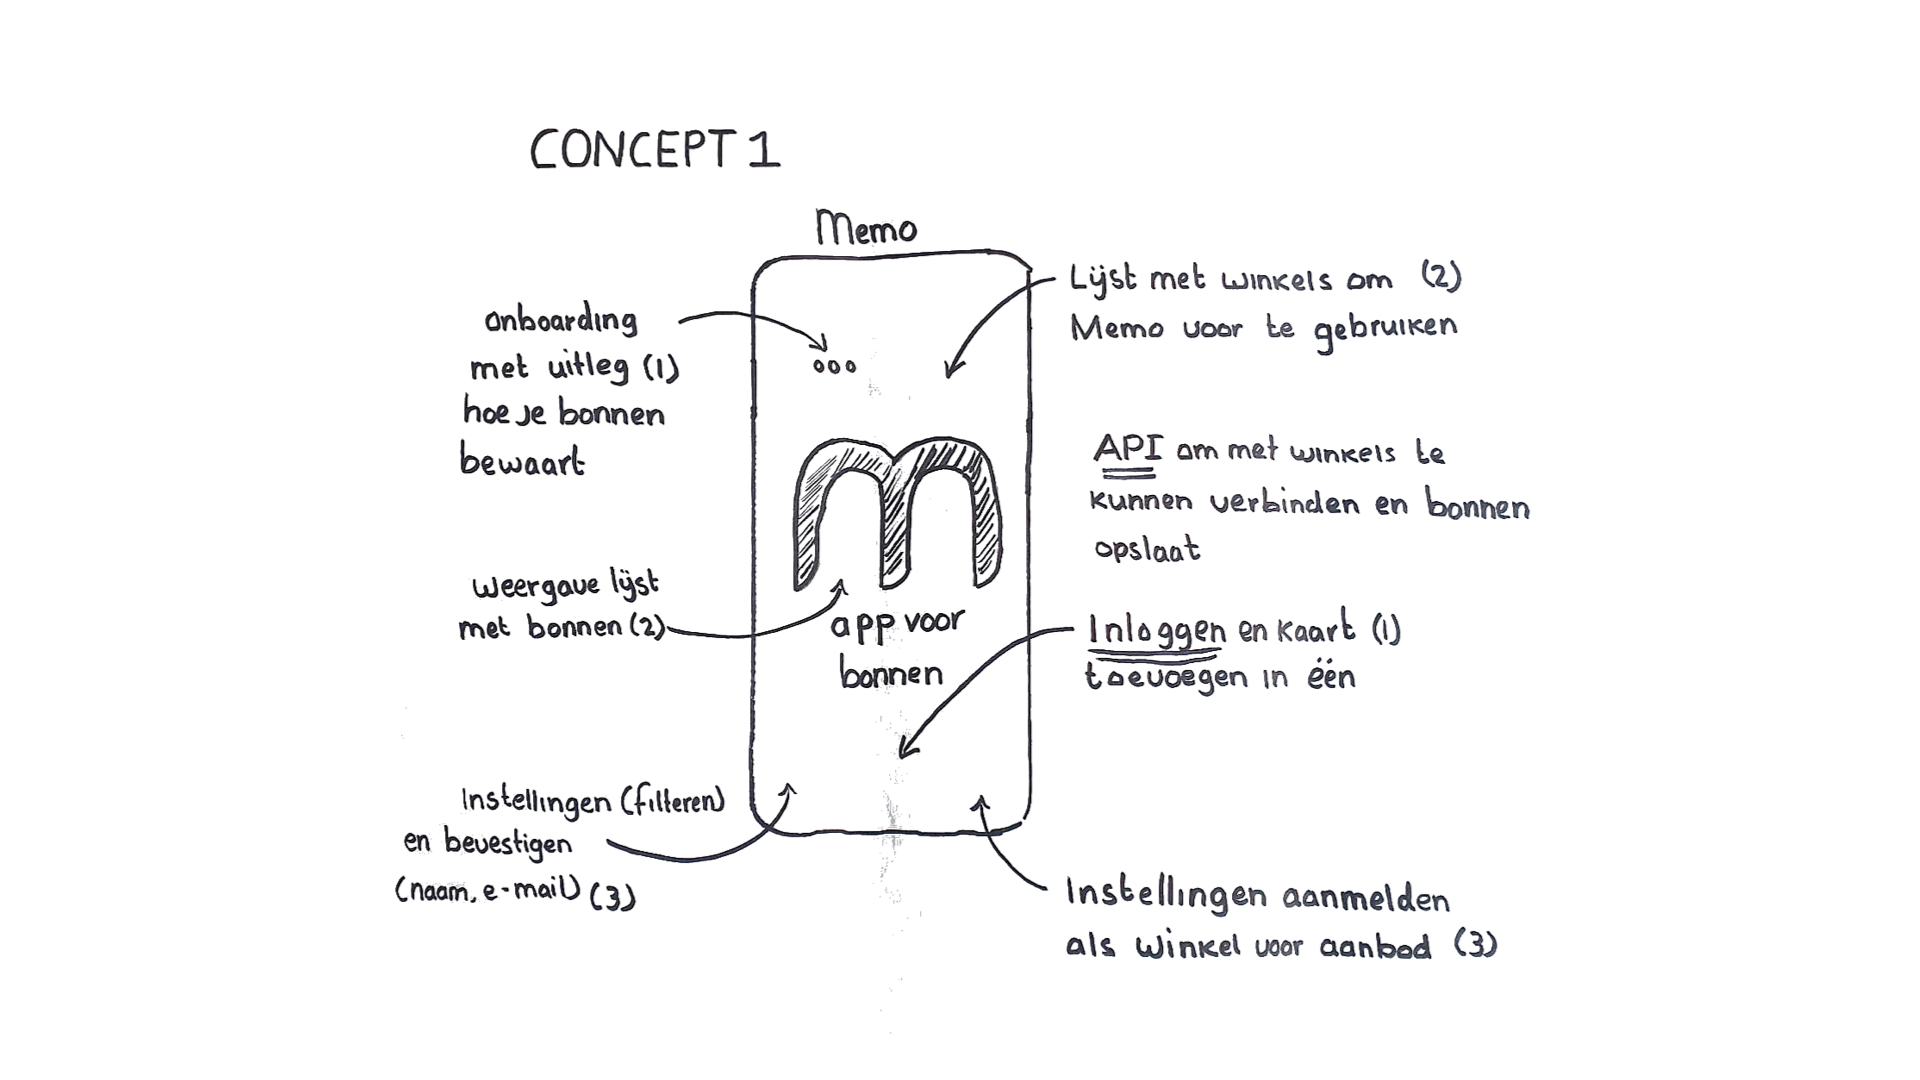 CONCEPT 1
Memo
onboarding
met uitleg (1)
hoe je bonnen
bewaart
Lijst met winkels om (2)
Memo voor te gebruiken
API om met winkels te
kunnen verbinden en bonnen
opslaat
m
weergave lijst
met bonnen (2)
app voor
bonnen
Inloggen en kaart (1)
toevoegen in ëën
Instellingen (filteren)
en bevestigen
(naam, e-mail) (3)
Instellingen aanmelden
als winkel voor aanbod (3)